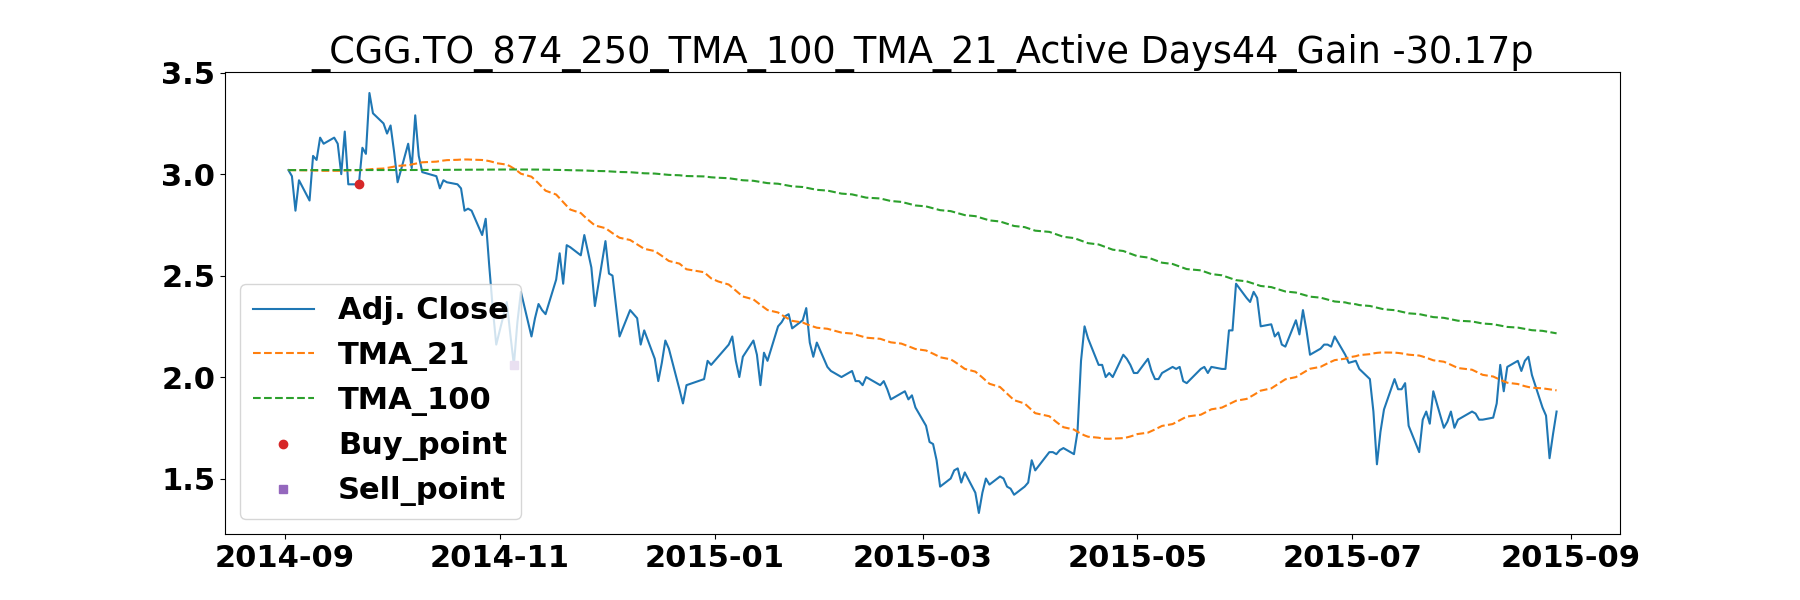 _CGG.TO_874_250_TMA_100_TMA_21_Active Days44_Gain -30.17p
3.5
3.0
2.5
2.0
1.5
Adj. Close
TMA_21
TMA_100
Buy_point
Sell_point
2014-09 2014-11 2015-01 2015-03 2015-05 2015-07 2015-09